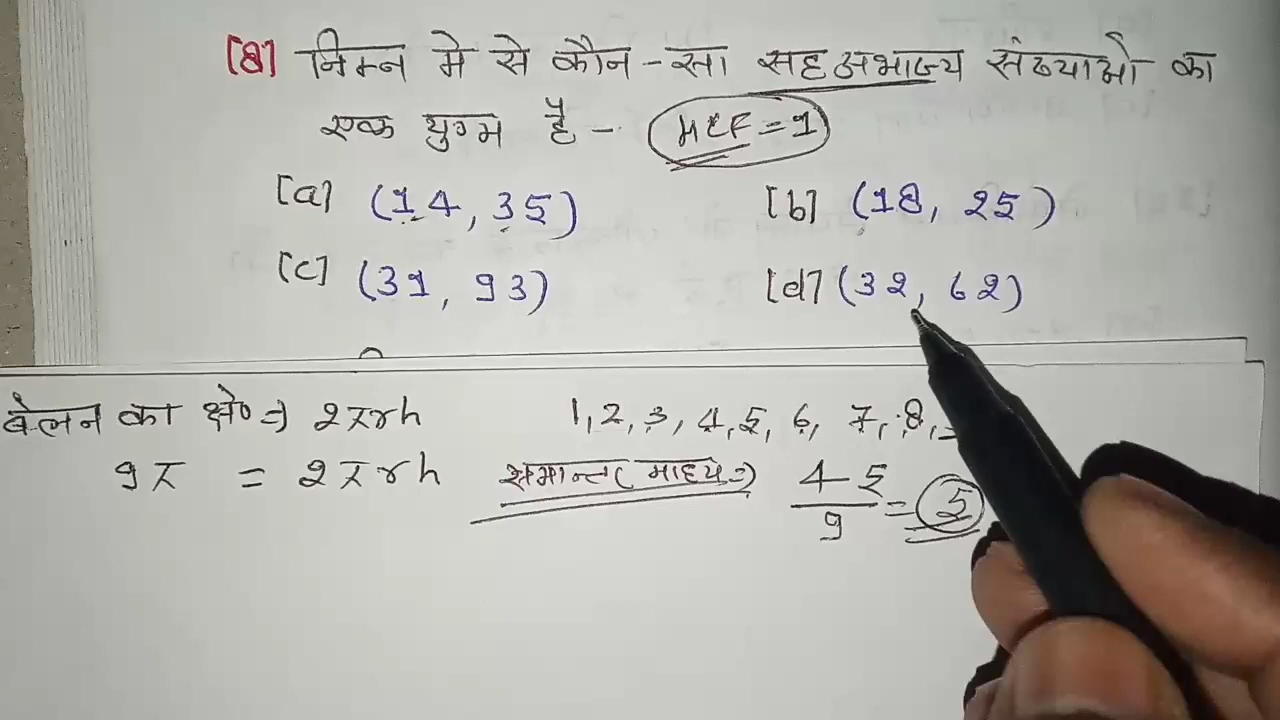 [8] निम्न मे से कौन-सा सहअभाज्य संख्याओ का
एक युग्म है - HCF = 1
[a] (14, 35) [b] (18, 25)
[c] (31, 93) [d] (32, 62)
बेलन का क्षे० => 2πrh
9π = 2πrh
1, 2, 3, 4, 5, 6, 7, 8,
समान्तर माध्य => 45/9 = 5